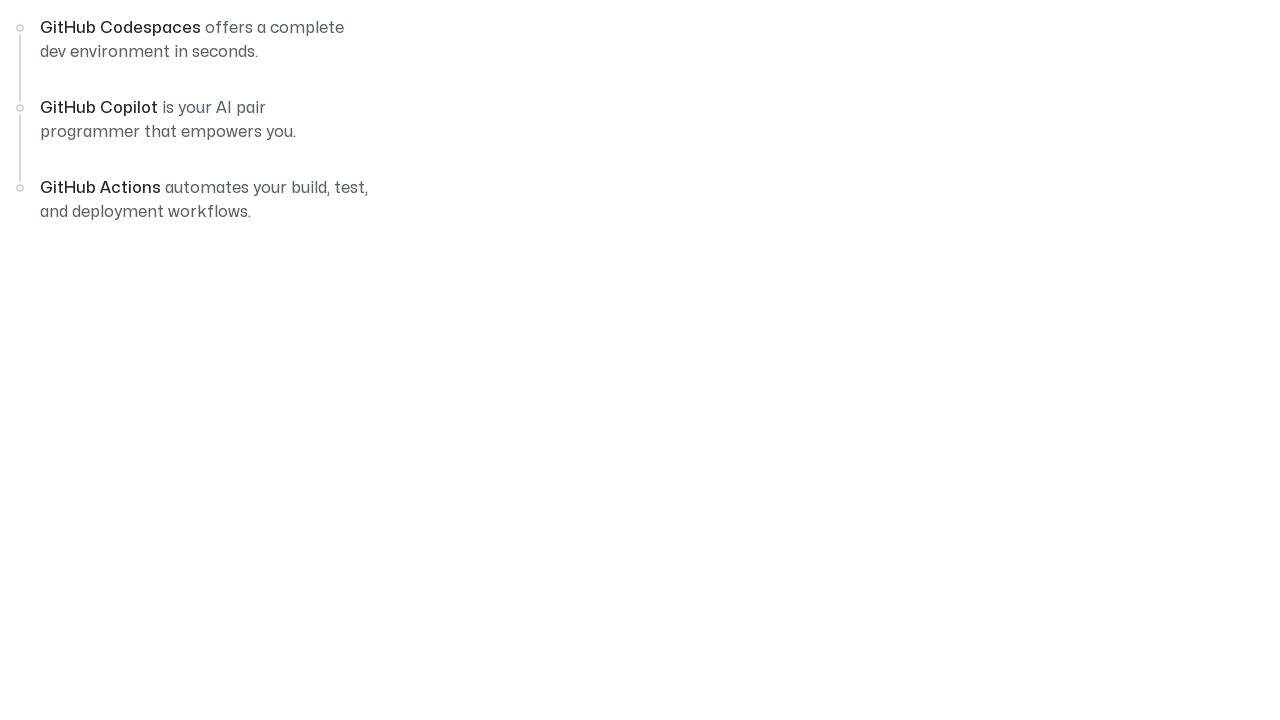 GitHub Codespaces offers a complete
dev environment in seconds.
GitHub Copilot is your AI pair
programmer that empowers you.
GitHub Actions automates your build, test,
and deployment workflows.